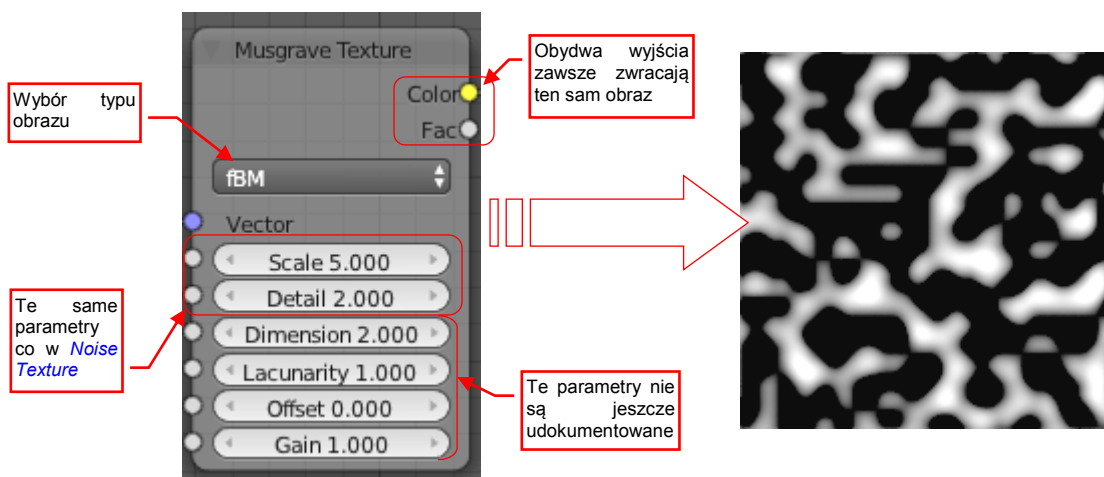 Musgrave Texture
Color
Fac
fBM
Vector
Scale 5.000
Detail 2.000
Dimension 2.000
Lacunarity 1.000
Offset 0.000
Gain 1.000
Wybór typu
obrazu
Te same
parametry
co w Noise
Texture
Obydwa wyjścia
zawsze zwracają
ten sam obraz
Te parametry nie
są jeszcze
udokumentowane